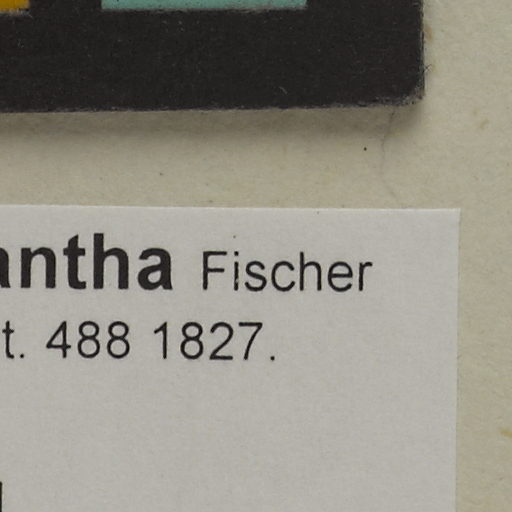 antha Fischer
t. 488 1827.